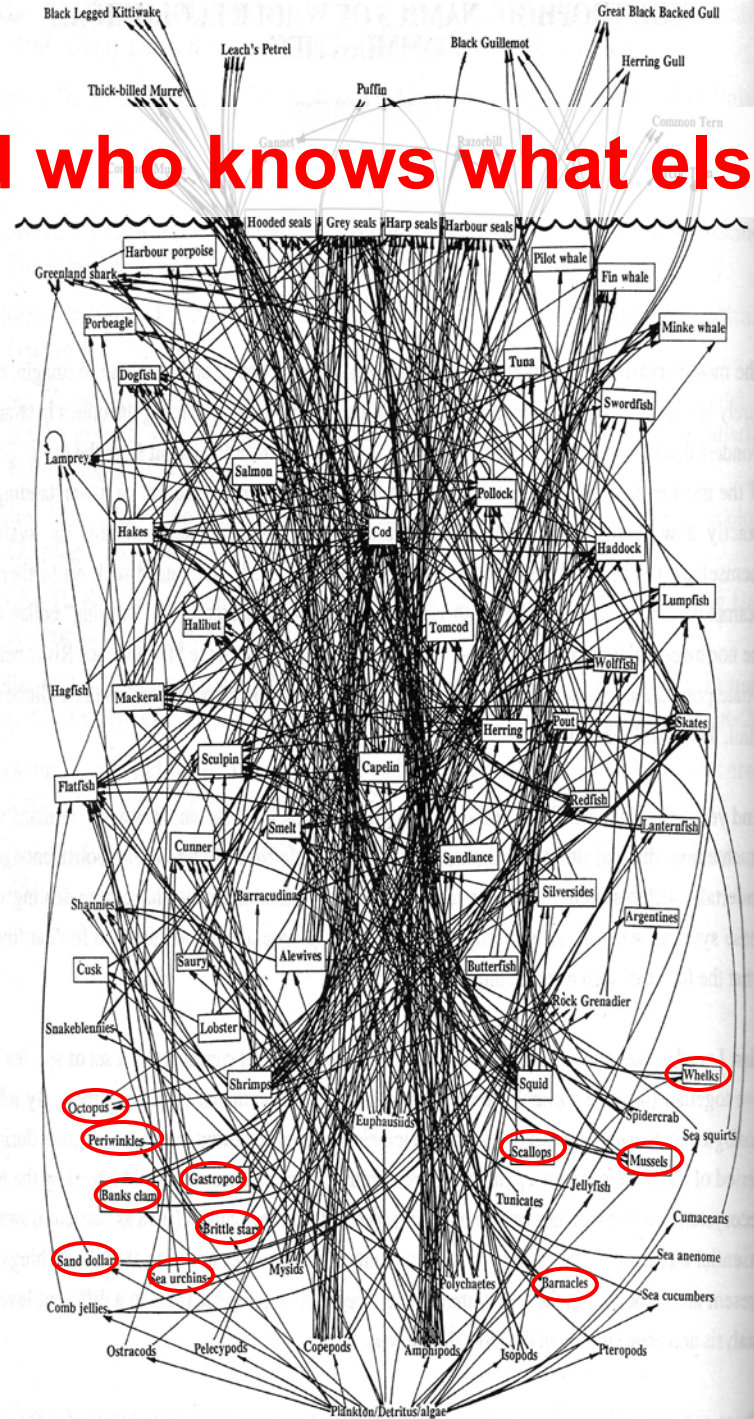 Black Legged Kittiwake
Great Black Backed Gull
Leach's Petrel
Black Guillemot
Herring Gull
Thick-billed Murre
Puffin
Common Tern
Gannet
Razorbill
d who knows what els
Hooded seals
Grey seals
Harp seals
Harbour seals
Harbour porpoise
Pilot whale
Greenland shark
Fin whale
Porbeagle
Minke whale
Tuna
Dogfish
Swordfish
Lamprey
Salmon
Pollock
Hakes
Cod
Haddock
Lumpfish
Halibut
Tomcod
Wolffish
Hagfish
Mackeral
Herring
Pout
Skates
Sculpin
Capelin
Flatfish
Redfish
Smelt
Lanternfish
Cunner
Sandlance
Barracudina
Silversides
Shannies
Argentines
Cusk
Saury
Alewives
Butterfish
Rock Grenadier
Snakeblennies
Lobster
Shrimps
Squid
Whelks
Octopus
Euphausiids
Spidercrab
Periwinkles
Scallops
Sea squirts
Mussels
Gastropods
Banks clam
Jellyfish
Tunicates
Brittle stars
Cumaceans
Sand dollar
Sea urchins
Mysids
Polychaetes
Barnacles
Sea anenome
Sea cucumbers
Comb jellies
Ostracods
Pelecypods
Copepods
Amphipods
Isopods
Pteropods
Plankton/Detritus/algae